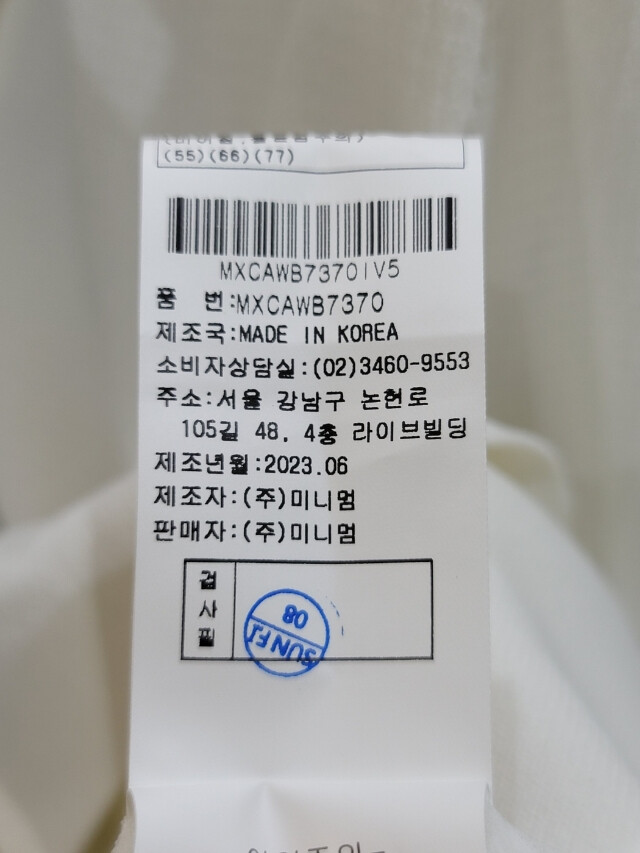 (55)(66)(77)
MXCAWB7370IV5
품 번:MXCAWB7370
제조국:MADE IN KOREA
소비자상담실:(02)3460-9553
주소:서울 강남구 논현로
105길 48, 4층 라이브빌딩
제조년월:2023.06
제조자:(주)미니멈
판매자:(주)미니멈
검
사
필
08
SUNFI